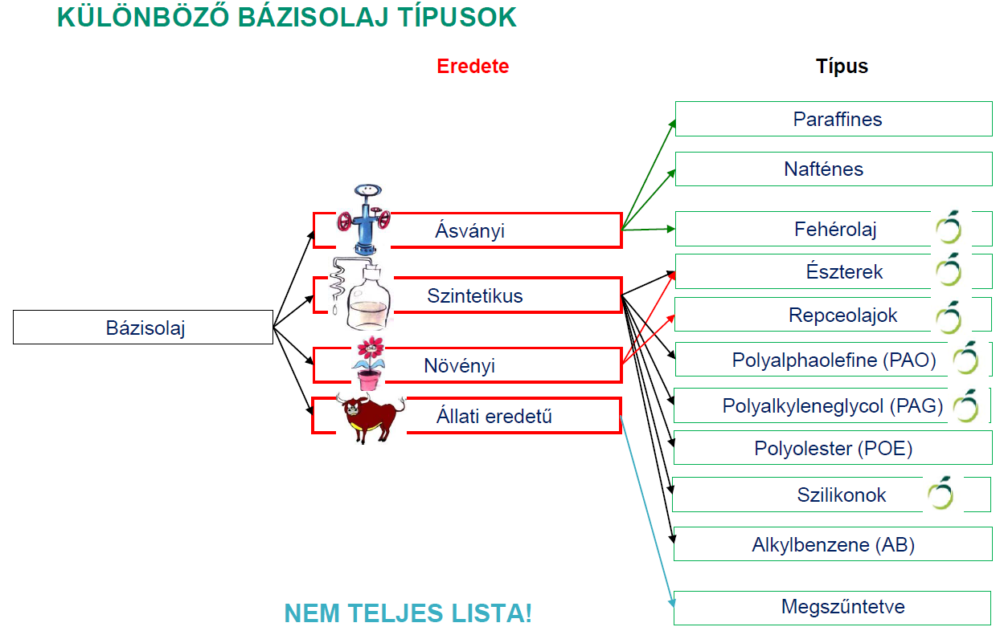 KÜLÖNBÖZŐ BÁZISOLAJ TÍPUSOK
Eredete
Típus
Bázisolaj
Ásványi
Szintetikus
Növényi
Állati eredetű
Paraffines
Nafténes
Fehérolaj
Észterek
Repceolajok
Polyalphaolefine (PAO)
Polyalkyleneglycol (PAG)
Polyolester (POE)
Szilikonok
Alkylbenzene (AB)
Megszűntetve
NEM TELJES LISTA!